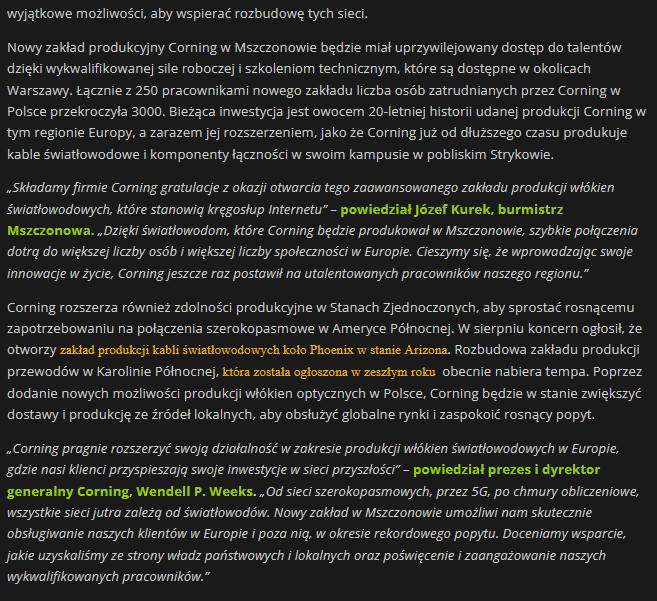 wyjątkowe możliwości, aby wspierać rozbudowę tych sieci.
Nowy zakład produkcyjny Corning w Mszczonowie będzie miał uprzywilejowany dostęp do talentów
dzięki wykwalifikowanej sile roboczej i szkoleniom technicznym, które są dostępne w okolicach
Warszawy. Łącznie z 250 pracownikami nowego zakładu liczba osób zatrudnianych przez Corning w
Polsce przekroczyła 3000. Bieżąca inwestycja jest owocem 20-letniej historii udanej produkcji Corning w
tym regionie Europy, a zarazem jej rozszerzeniem, jako że Corning już od dłuższego czasu produkuje
kable światłowodowe i komponenty łączności w swoim kampusie w pobliskim Strykowie.
„Składamy firmie Corning gratulacje z okazji otwarcia tego zaawansowanego zakładu produkcji włókien
światłowodowych, które stanowią kręgosłup Internetu” – powiedział Józef Kurek, burmistrz
Mszczonowa. „Dzięki światłowodom, które Corning będzie produkował w Mszczonowie, szybkie połączenia
dotrą do większej liczby osób i większej liczby społeczności w Europie. Cieszymy się, że wprowadzając swoje
innowacje w życie, Corning jeszcze raz postawił na utalentowanych pracowników naszego regionu.”
Corning rozszerza również zdolności produkcyjne w Stanach Zjednoczonych, aby sprostać rosnącemu
zapotrzebowaniu na połączenia szerokopasmowe w Ameryce Północnej. W sierpniu koncern ogłosił, że
otworzy zakład produkcji kabli światłowodowych koło Phoenix w stanie Arizona. Rozbudowa zakładu produkcji
przewodów w Karolinie Północnej, która została ogłoszona w zeszłym roku obecnie nabiera tempa. Poprzez
dodanie nowych możliwości produkcji włókien optycznych w Polsce, Corning będzie w stanie zwiększyć
dostawy i produkcję ze źródeł lokalnych, aby obsłużyć globalne rynki i zaspokoić rosnący popyt.
„Corning pragnie rozszerzyć swoją działalność w zakresie produkcji włókien światłowodowych w Europie,
gdzie nasi klienci przyspieszają swoje inwestycje w sieci przyszłości” – powiedział prezes i dyrektor
generalny Corning, Wendell P. Weeks. „Od sieci szerokopasmowych, przez 5G, po chmury obliczeniowe,
wszystkie sieci jutra zależą od światłowodów. Nowy zakład w Mszczonowie umożliwi nam skutecznie
obsługiwanie naszych klientów w Europie i poza nią, w okresie rekordowego popytu. Doceniamy wsparcie,
jakie uzyskaliśmy ze strony władz państwowych i lokalnych oraz poświęcenie i zaangażowanie naszych
wykwalifikowanych pracowników.”